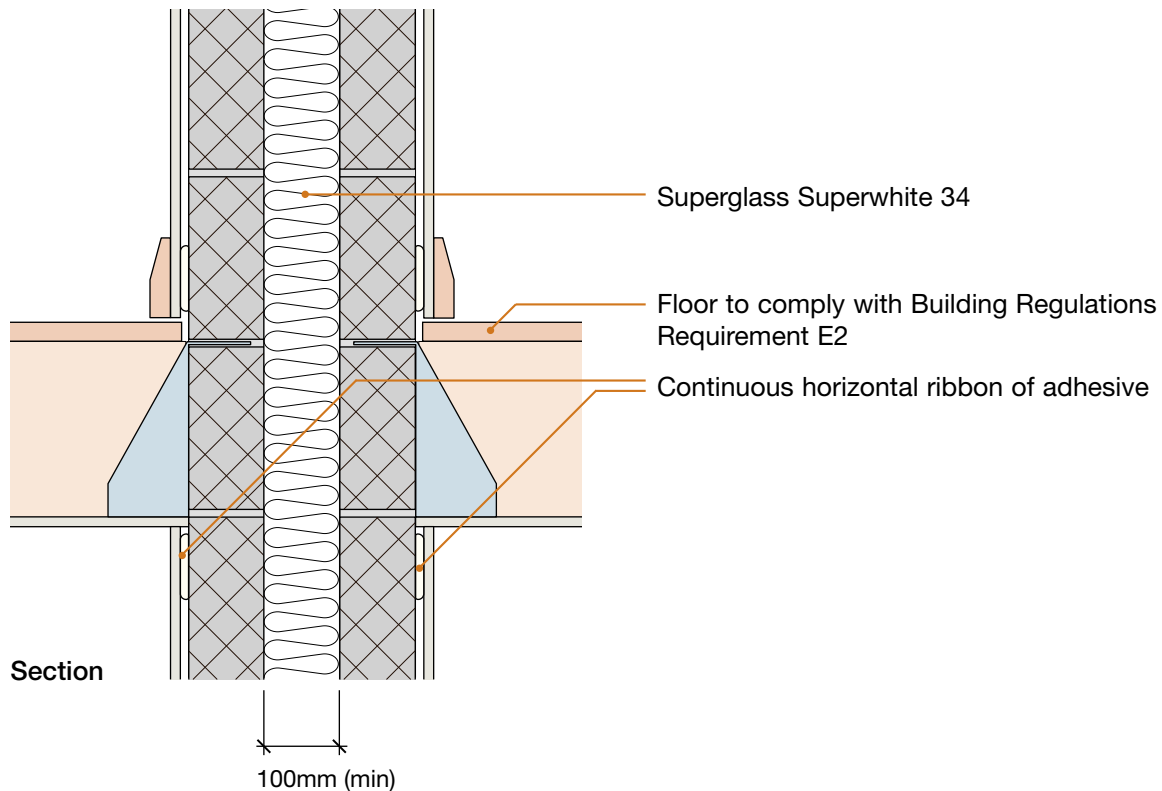 Superglass Superwhite 34
Floor to comply with Building Regulations
Requirement E2
Continuous horizontal ribbon of adhesive
Section
100mm (min)